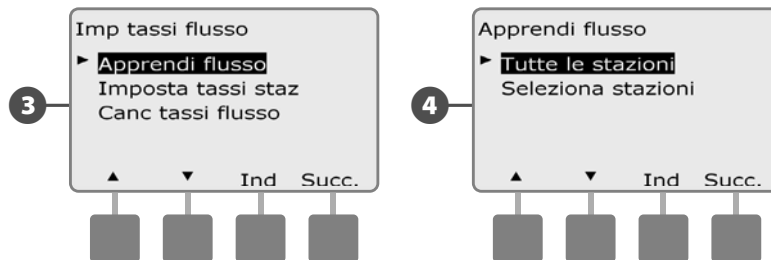 Imp tassi flusso
► Apprendi flusso
Imposta tassi staz
Canc tassi flusso
3
▲ ▼ Ind Succ.
Apprendi flusso
► Tutte le stazioni
Seleziona stazioni
4
▲ ▼ Ind Succ.